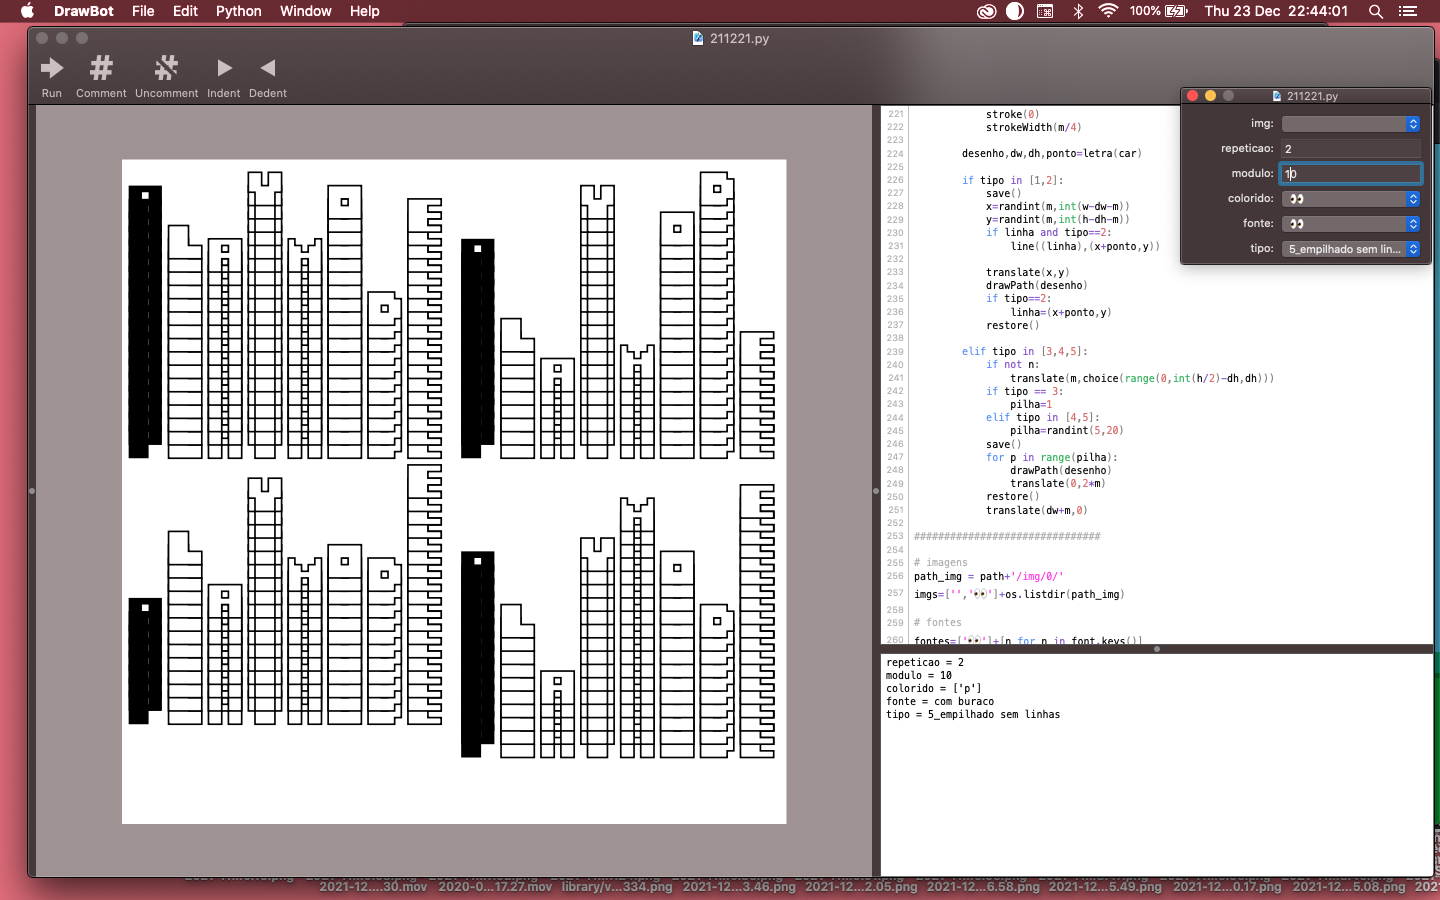 DrawBot File Edit Python Window Help 100% Thu 23 Dec 22:44:01
211221.py
Run Comment Uncomment Indent Dedent
211221.py
img:
repeticao: 2
modulo: 10
colorido: 👀
fonte: 👀
tipo: 5_empilhado sem lin...
221 stroke(0)
222 strokeWidth(m/4)
223
224 desenho,dw,dh,ponto=letra(car)
225
226 if tipo in [1,2]:
227 save()
228 x=randint(m,int(w-dw-m))
229 y=randint(m,int(h-dh-m))
230 if linha and tipo==2:
231 line((linha),(x+ponto,y))
232
233 translate(x,y)
234 drawPath(desenho)
235 if tipo==2:
236 linha=(x+ponto,y)
237 restore()
238
239 elif tipo in [3,4,5]:
240 if not n:
241 translate(m,choice(range(0,int(h/2)-dh,dh)))
242 if tipo == 3:
243 pilha=1
244 elif tipo in [4,5]:
245 pilha=randint(5,20)
246 save()
247 for p in range(pilha):
248 drawPath(desenho)
249 translate(0,2*m)
250 restore()
251 translate(dw+m,0)
252
253 ###############################
254
255 # imagens
256 path_img = path+'/img/0/'
257 imgs=['','👀']+os.listdir(path_img)
258
259 # fontes
260 fontes=['👀']+[n for n in font.keys()]
repeticao = 2
modulo = 10
colorido = ['p']
fonte = com buraco
tipo = 5_empilhado sem linhas
2021-12....30.mov 2020-0...17.27.mov library/v...334.png 2021-12...3.46.png 2021-12...2.05.png 2021-12...6.58.png 2021-12...5.49.png 2021-12...0.17.png 2021-12...5.08.png